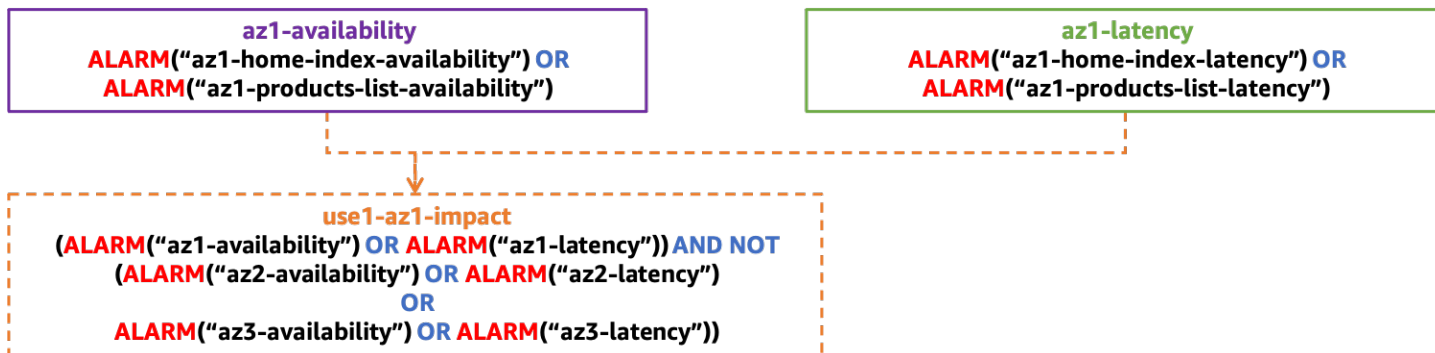 az1-availability
ALARM(“az1-home-index-availability”) OR
ALARM(“az1-products-list-availability”)
az1-latency
ALARM(“az1-home-index-latency”) OR
ALARM(“az1-products-list-latency”)
use1-az1-impact
(ALARM(“az1-availability”) OR ALARM(“az1-latency”)) AND NOT
(ALARM(“az2-availability”) OR ALARM(“az2-latency”)
OR
ALARM(“az3-availability”) OR ALARM(“az3-latency”))